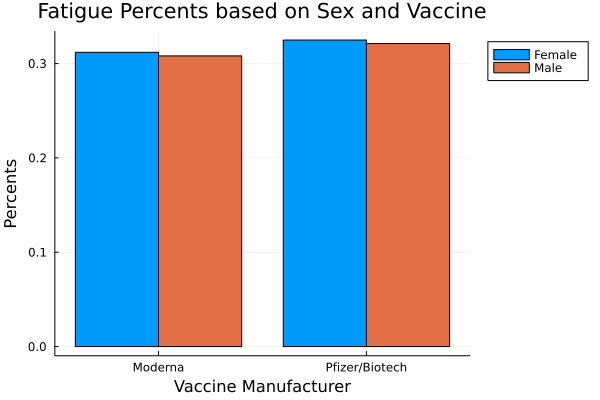 Fatigue Percents based on Sex and Vaccine
Female
Male
Percents
0.3
0.2
0.1
0.0
Moderna
Pfizer/Biotech
Vaccine Manufacturer